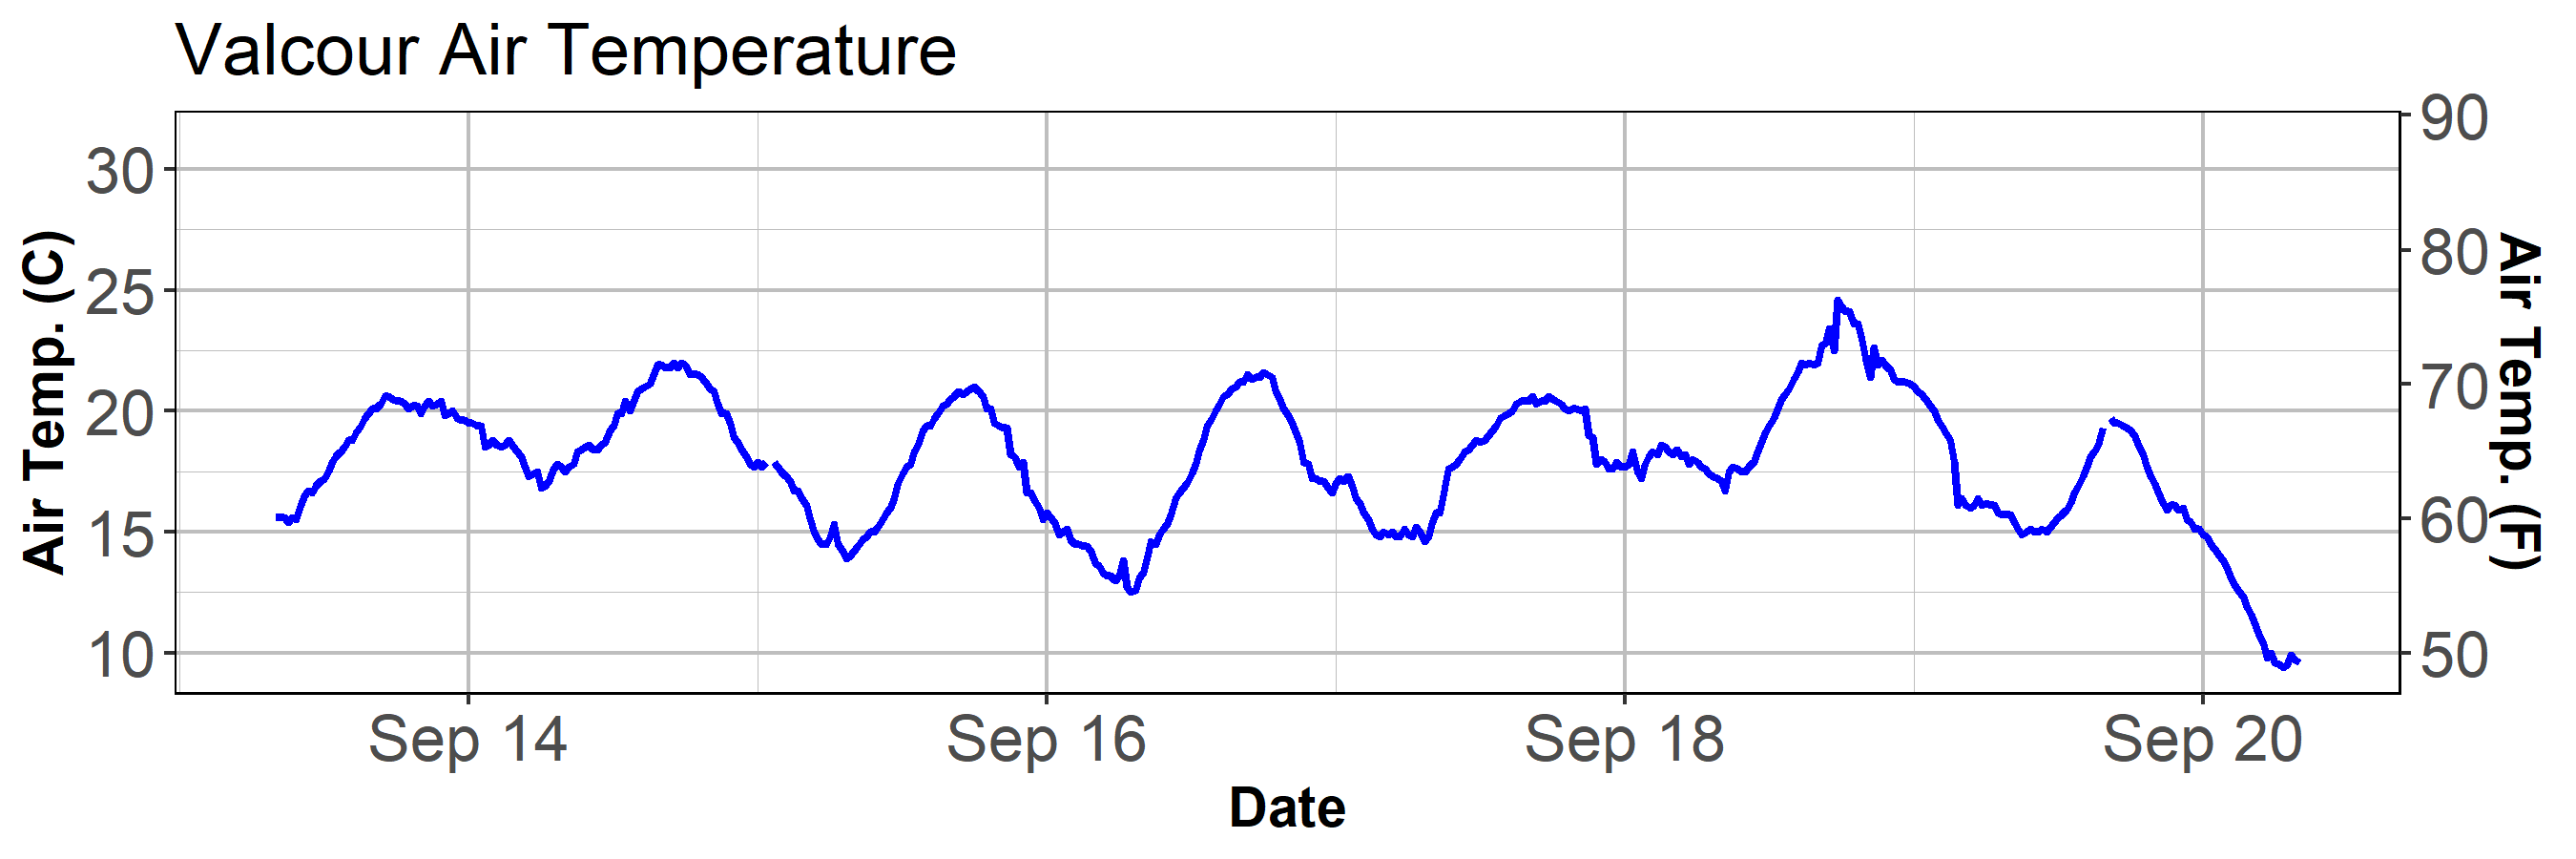 Valcour Air Temperature
Air Temp. (C)
30
25
20
15
10
90
80
70
60
50
Air Temp. (F)
Sep 14
Sep 16
Sep 18
Sep 20
Date